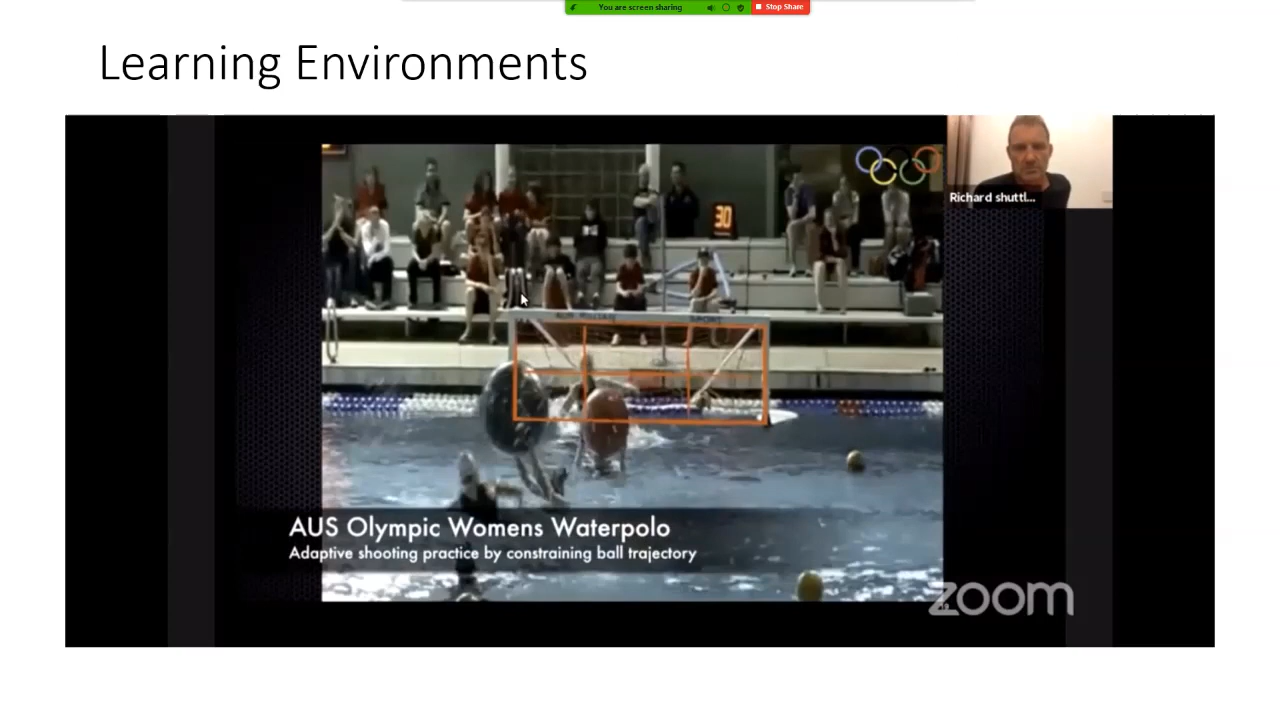 You are screen sharing
Stop Share
Learning Environments
30
Richard shuttl...
SPORT
AUS Olympic Womens Waterpolo
Adaptive shooting practice by constraining ball trajectory
zoom